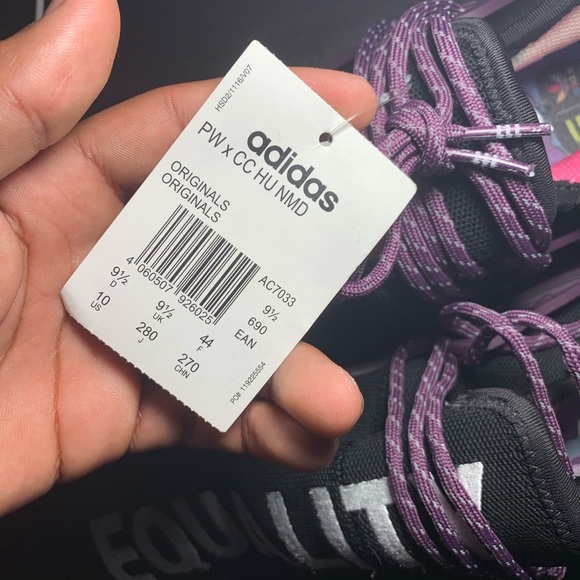 HSD2/1116/V07
adidas
PW x CC HU NMD
ORIGINALS
ORIGINALS
AC7033
4 060507 926025
EAN
9½ D
9½ UK
44 F
690
9½
10 US
280 J
270 CHN
PO# 119225554
EQUALIT